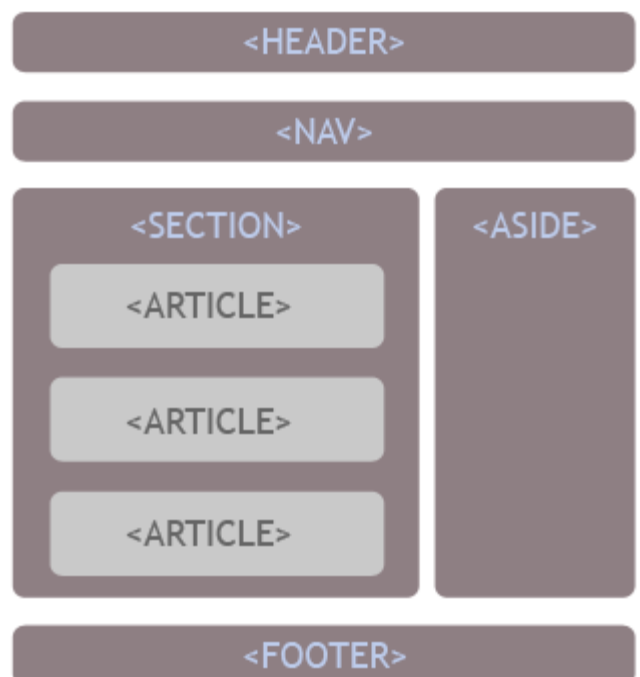 <HEADER>
<NAV>
<SECTION>
<ARTICLE>
<ARTICLE>
<ARTICLE>
<ASIDE>
<FOOTER>